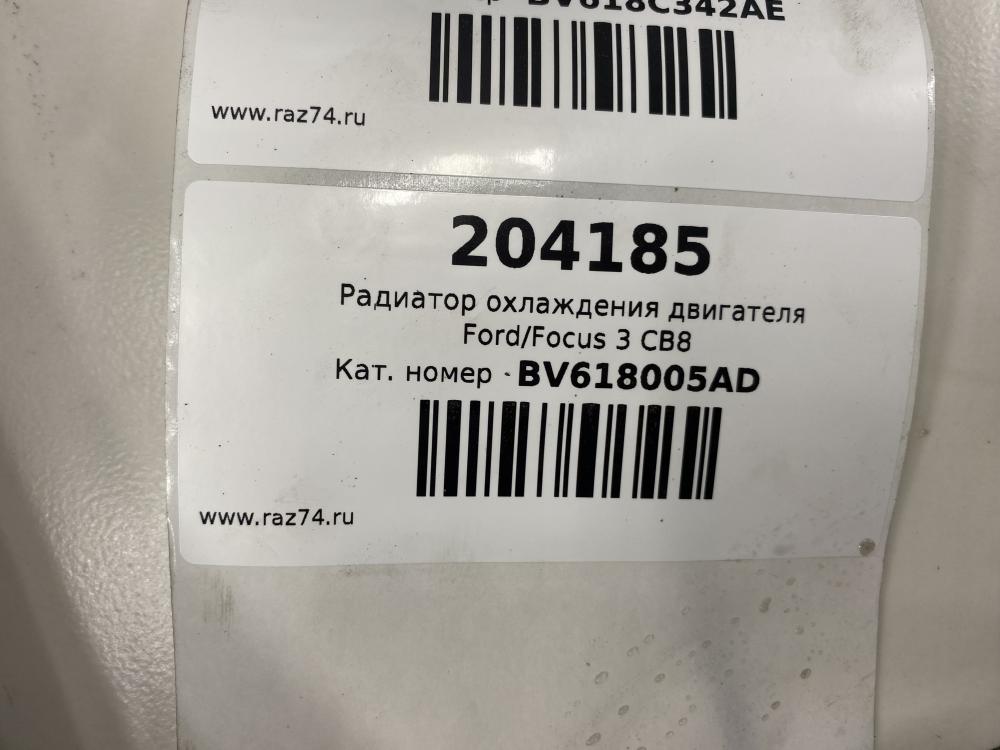 BV618C342AE
www.raz74.ru
204185
Радиатор охлаждения двигателя
Ford/Focus 3 CB8
Кат. номер - BV618005AD
www.raz74.ru